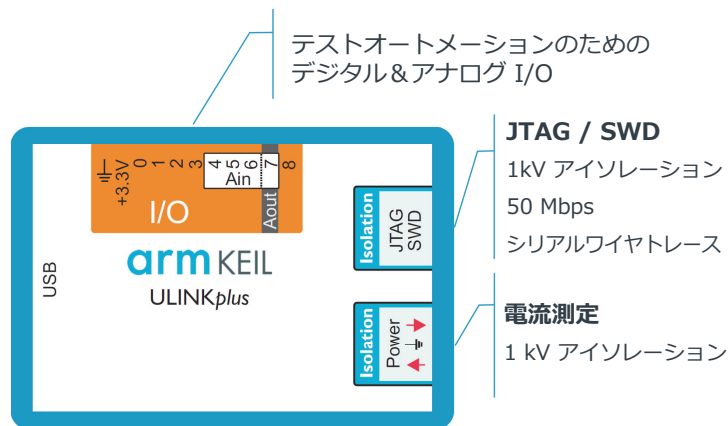 テストオートメーションのための
デジタル＆アナログ I/O
JTAG / SWD
1kV アイソレーション
50 Mbps
シリアルワイヤトレース
電流測定
1 kV アイソレーション
+3.3V
0
1
2
3
4
5
6
7
8
Ain
Aout
I/O
USB
arm KEIL
ULINKplus
Isolation
JTAG
SWD
Isolation
Power